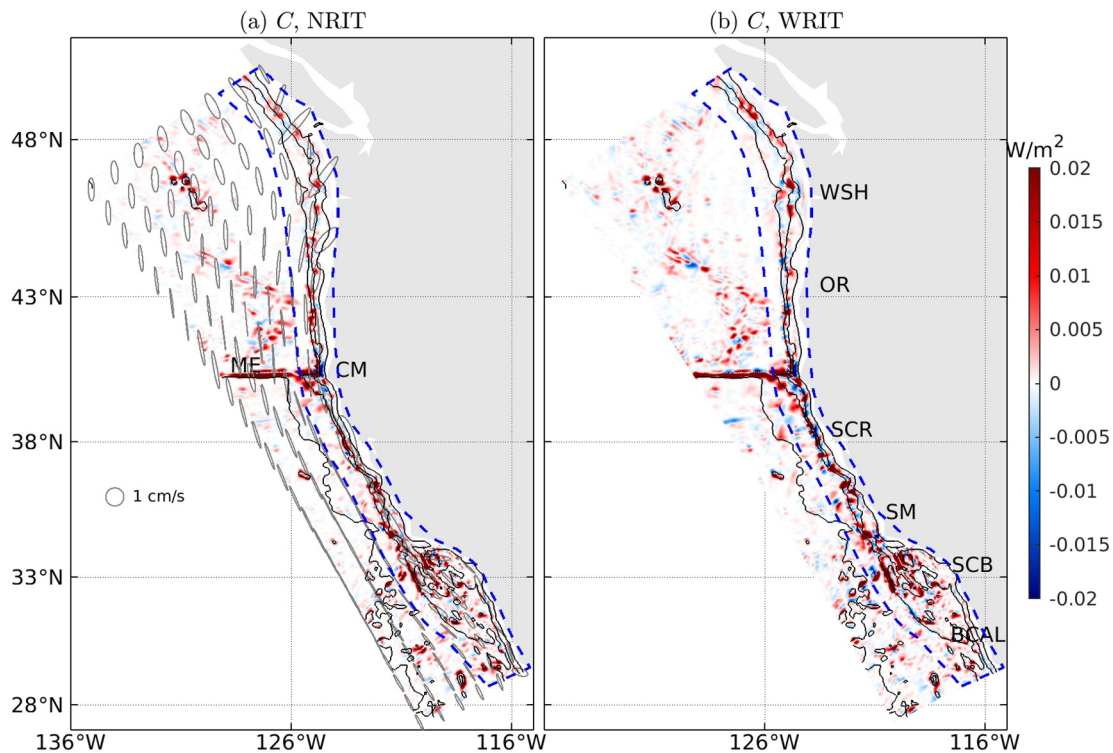 (a) C, NRIT
(b) C, WRIT
48°N
43°N
38°N
33°N
28°N
136°W
126°W
116°W
126°W
116°W
ME
CM
1 cm/s
WSH
OR
SCR
SM
SCB
BCAL
W/m²
0.02
0.015
0.01
0.005
0
-0.005
-0.01
-0.015
-0.02